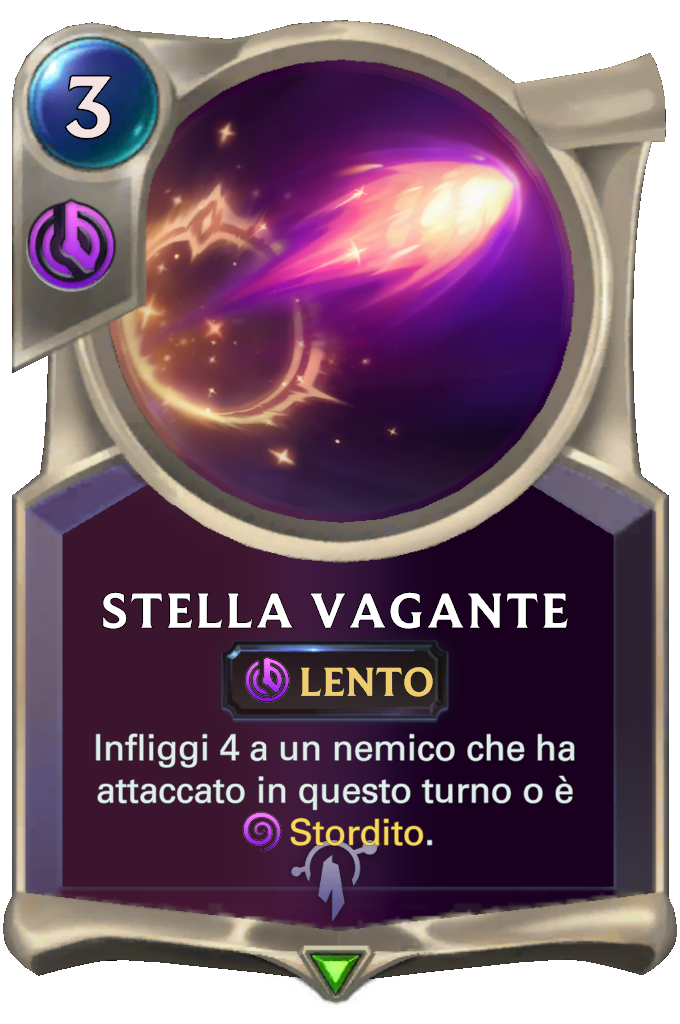 3
STELLA VAGANTE
LENTO
Infliggi 4 a un nemico che ha
attaccato in questo turno o è
Stordito.